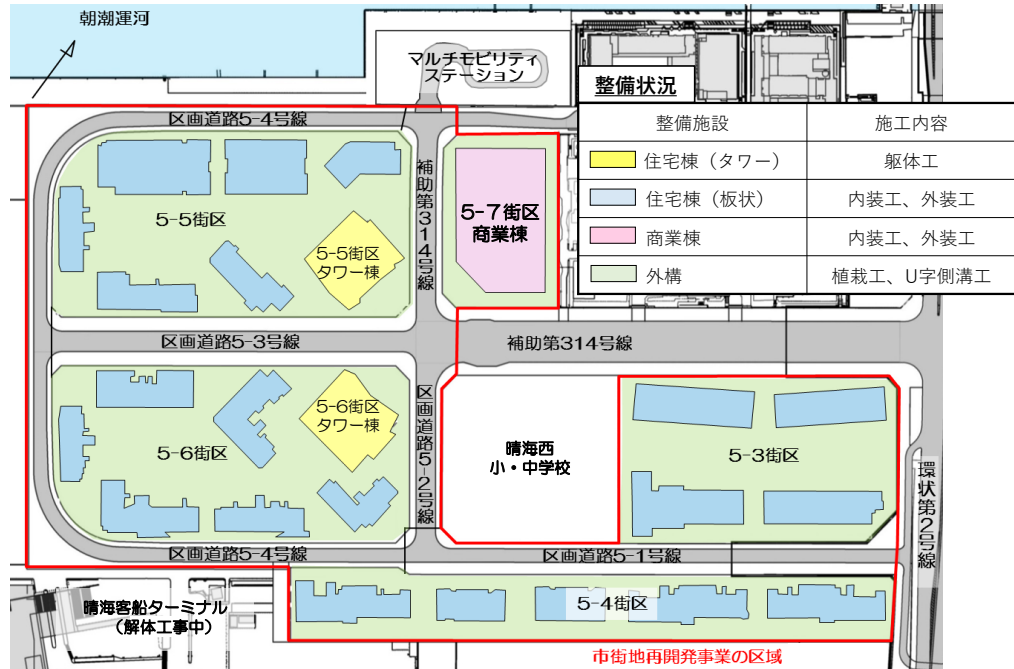 朝潮運河
マルチモビリティ
ステーション
整備状況
整備施設
施工内容
住宅棟（タワー）
躯体工
住宅棟（板状）
内装工、外装工
商業棟
内装工、外装工
外構
植栽工、U字側溝工
区画道路5-4号線
補助第314号線
5-7街区
商業棟
5-5街区
5-5街区
タワー棟
区画道路5-3号線
補助第314号線
5-6街区
タワー棟
5-6街区
区画道路5-2号線
晴海西
小・中学校
5-3街区
環状第2号線
区画道路5-4号線
区画道路5-1号線
晴海客船ターミナル
（解体工事中）
5-4街区
市街地再開発事業の区域